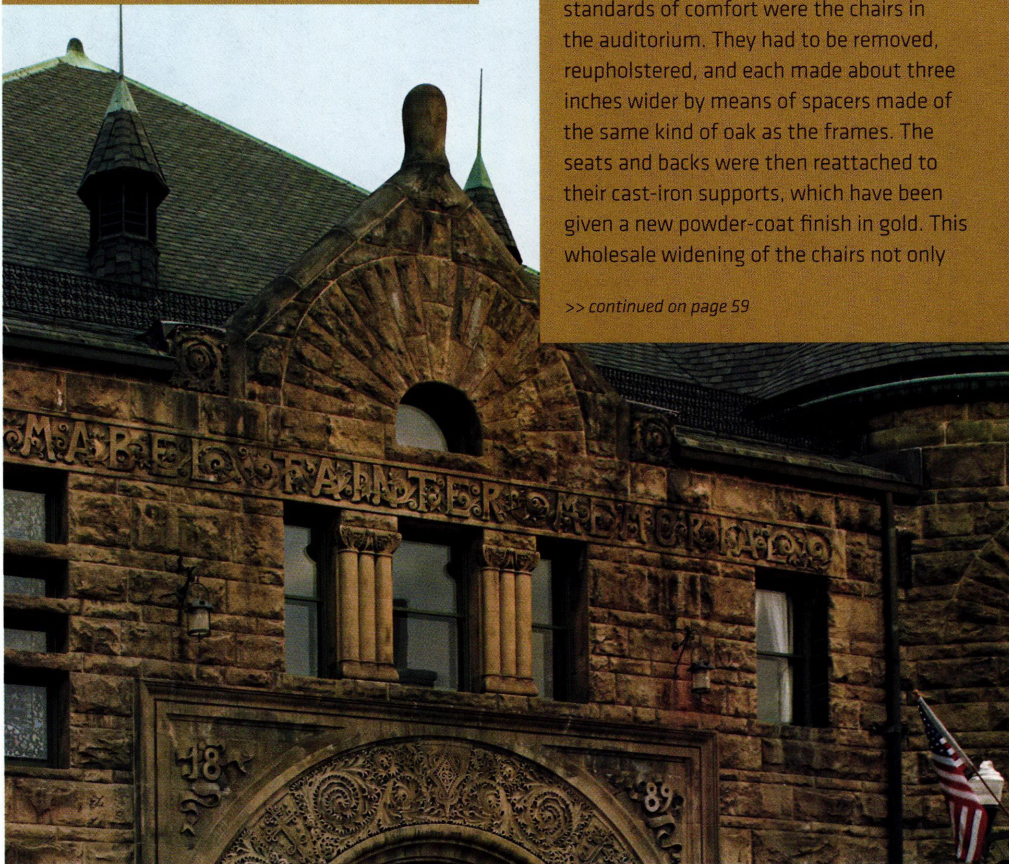 standards of comfort were the chairs in
the auditorium. They had to be removed,
reupholstered, and each made about three
inches wider by means of spacers made of
the same kind of oak as the frames. The
seats and backs were then reattached to
their cast-iron supports, which have been
given a new powder-coat finish in gold. This
wholesale widening of the chairs not only
>> continued on page 59
MABEL TAINTER MEMORIAL
18 89